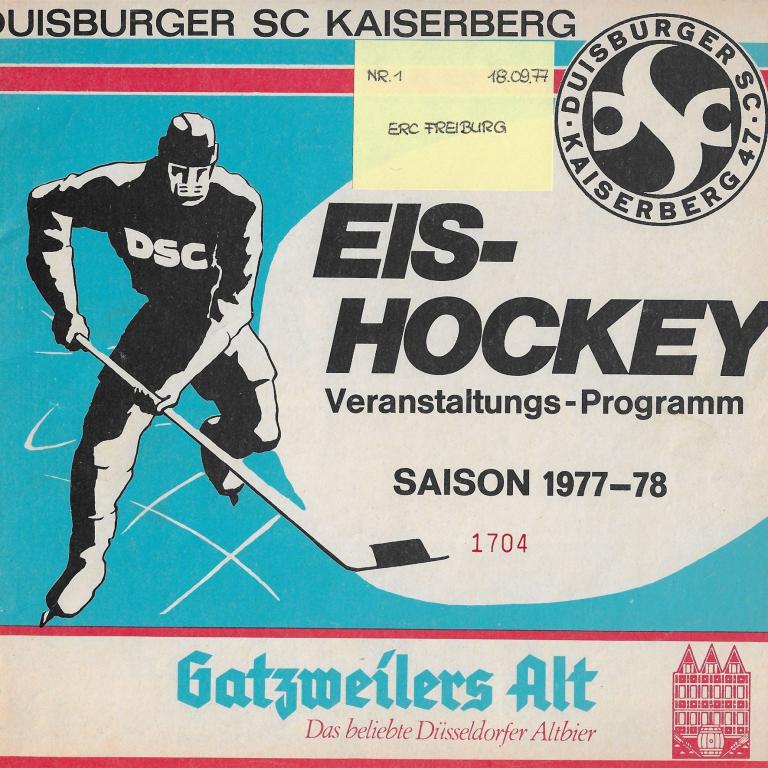 DUISBURGER SC KAISERBERG
· DUISBURGER SC · KAISERBERG 47
DSC
NR. 1 18.09.77
ERC FREIBURG
DSC
EIS-
HOCKEY
Veranstaltungs-Programm
SAISON 1977–78
1704
Gatzweilers Alt
Das beliebte Düsseldorfer Altbier